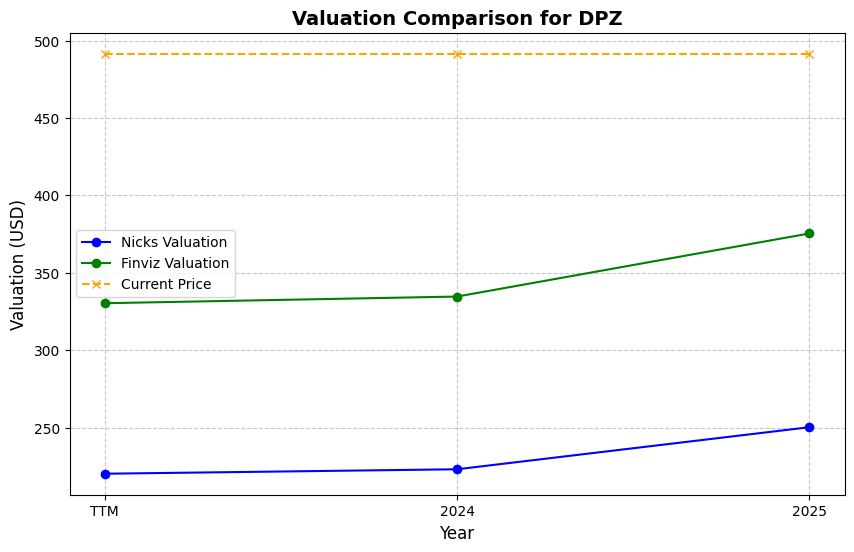 Valuation Comparison for DPZ
500
450
400
350
300
250
Valuation (USD)
Nicks Valuation
Finviz Valuation
Current Price
TTM
2024
2025
Year